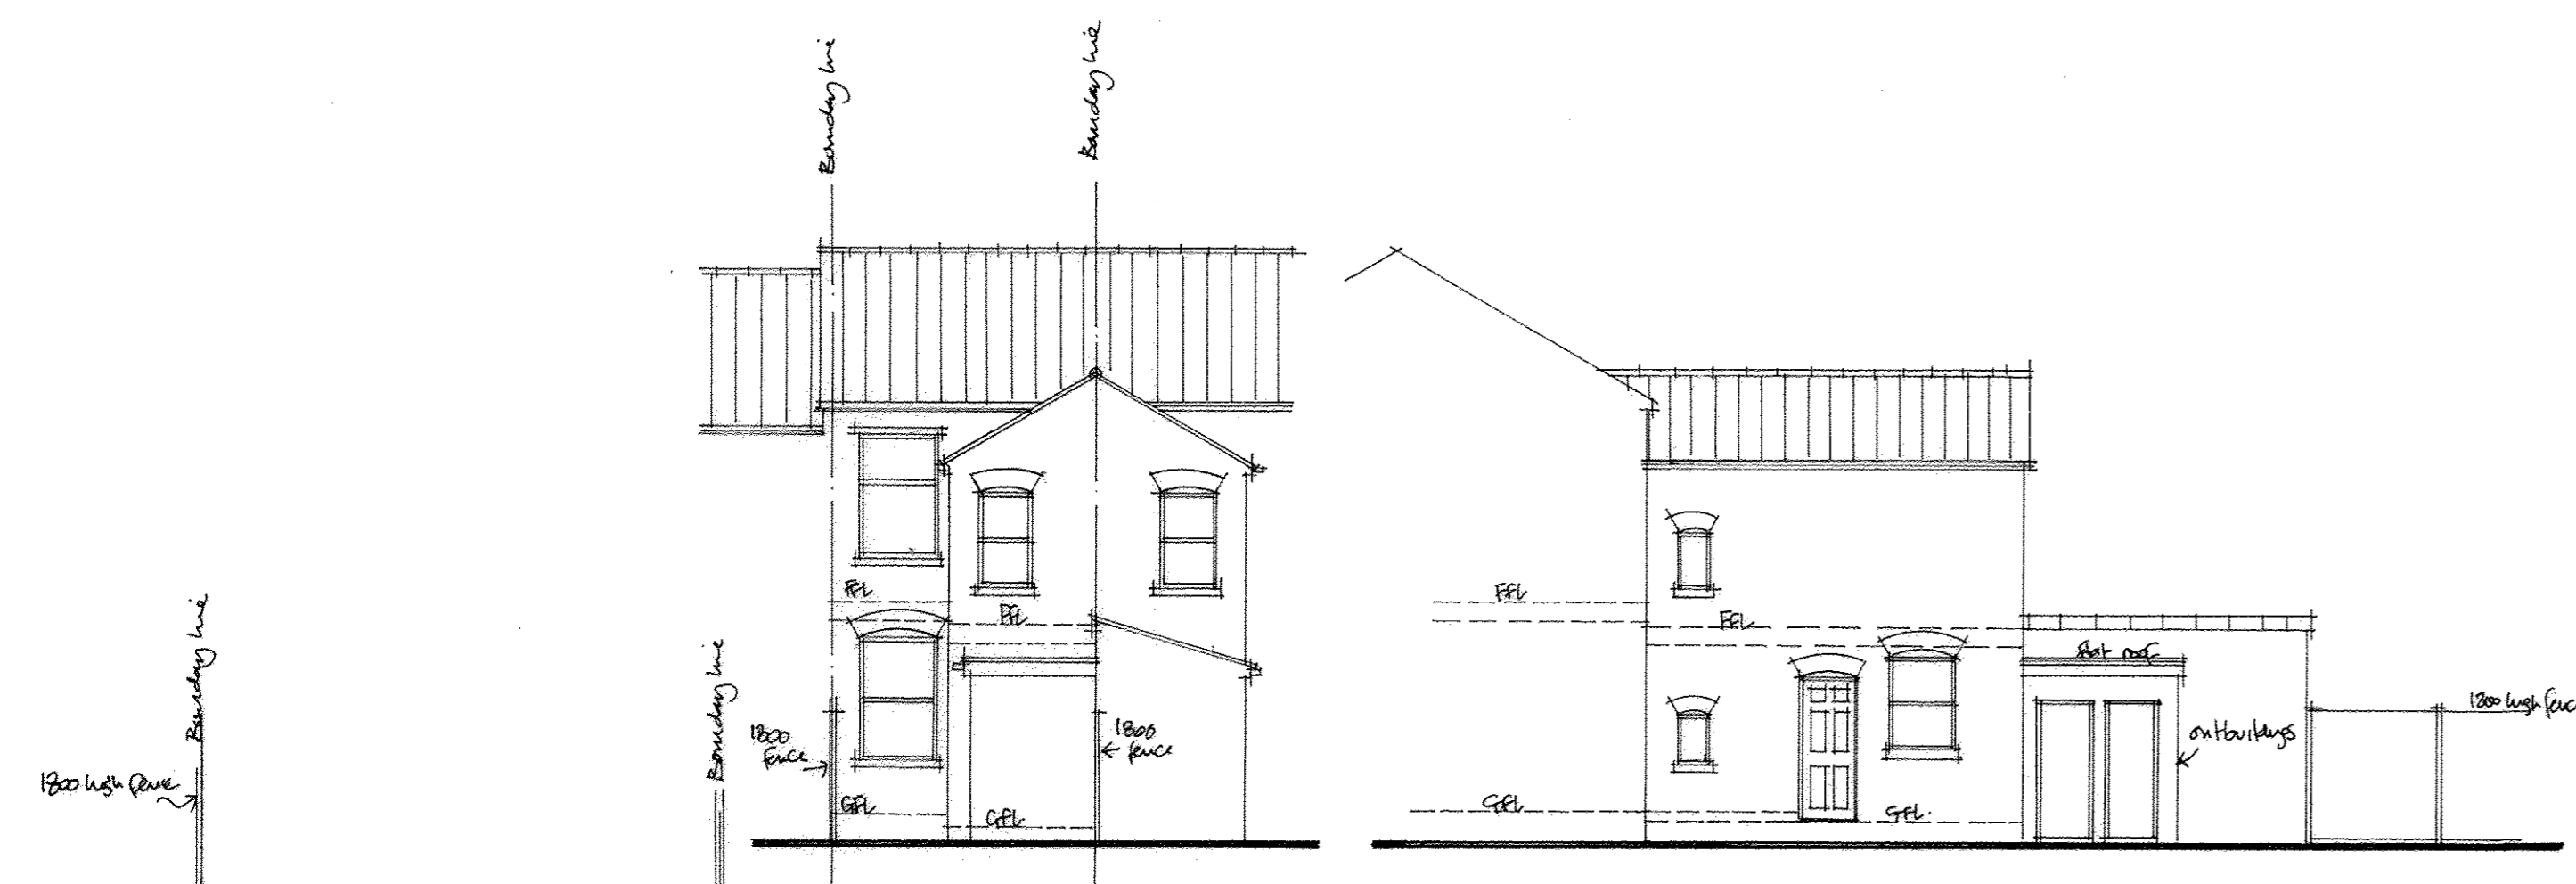 Boundary line
Boundary line
FFL
FFL
FFL
FFL
flat roof
Boundary line
Boundary line
1800 high fence
1800
fence
1800
fence
1800 high fence
outbuildings
GFL
GFL
GFL
GFL.